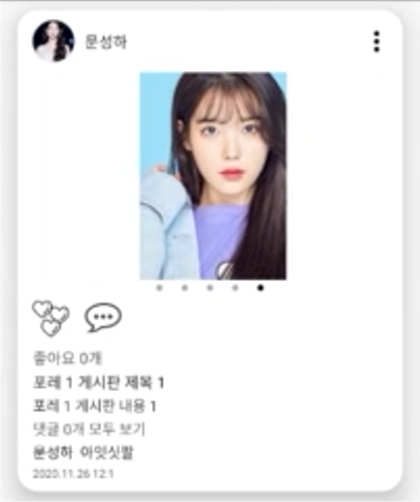 문성하
좋아요 0개
포레 1 게시판 제목 1
포레 1 게시판 내용 1
댓글 0개 모두 보기
문성하 아잇싯팔
2020.11.26 12:1